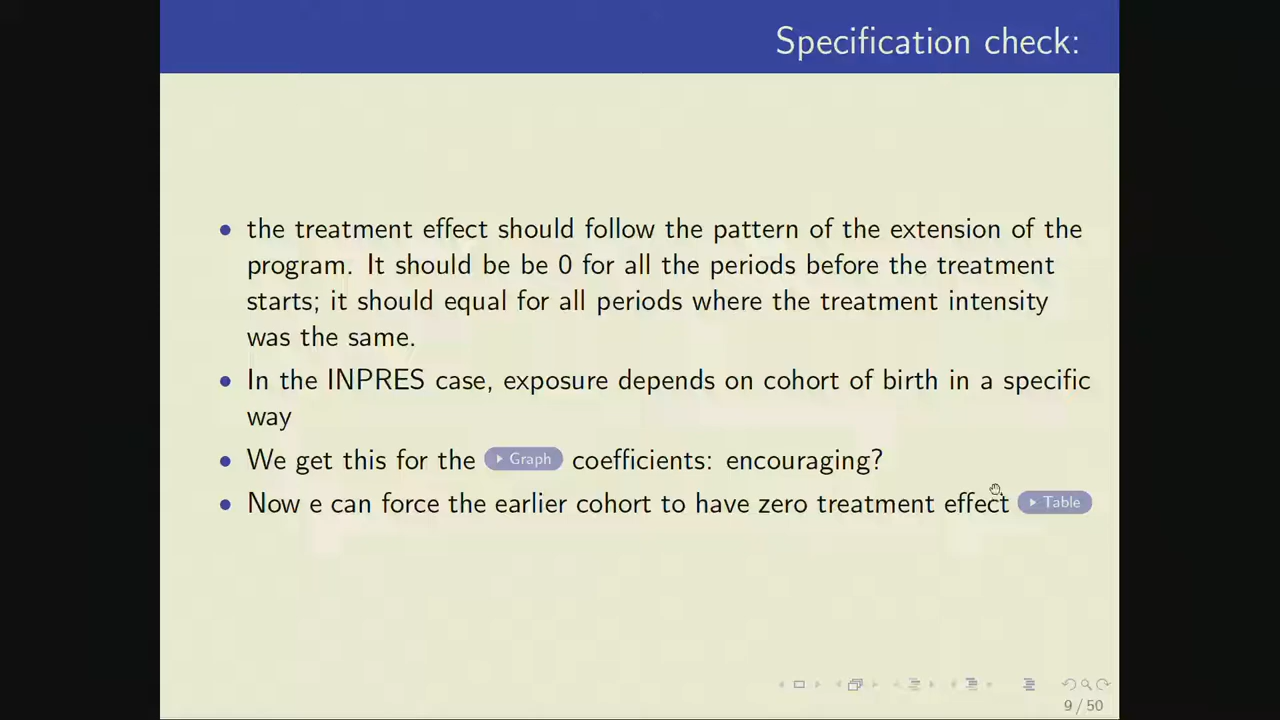 Specification check:
• the treatment effect should follow the pattern of the extension of the
program. It should be be 0 for all the periods before the treatment
starts; it should equal for all periods where the treatment intensity
was the same.
• In the INPRES case, exposure depends on cohort of birth in a specific
way
• We get this for the Graph coefficients: encouraging?
• Now e can force the earlier cohort to have zero treatment effect Table
9 / 50